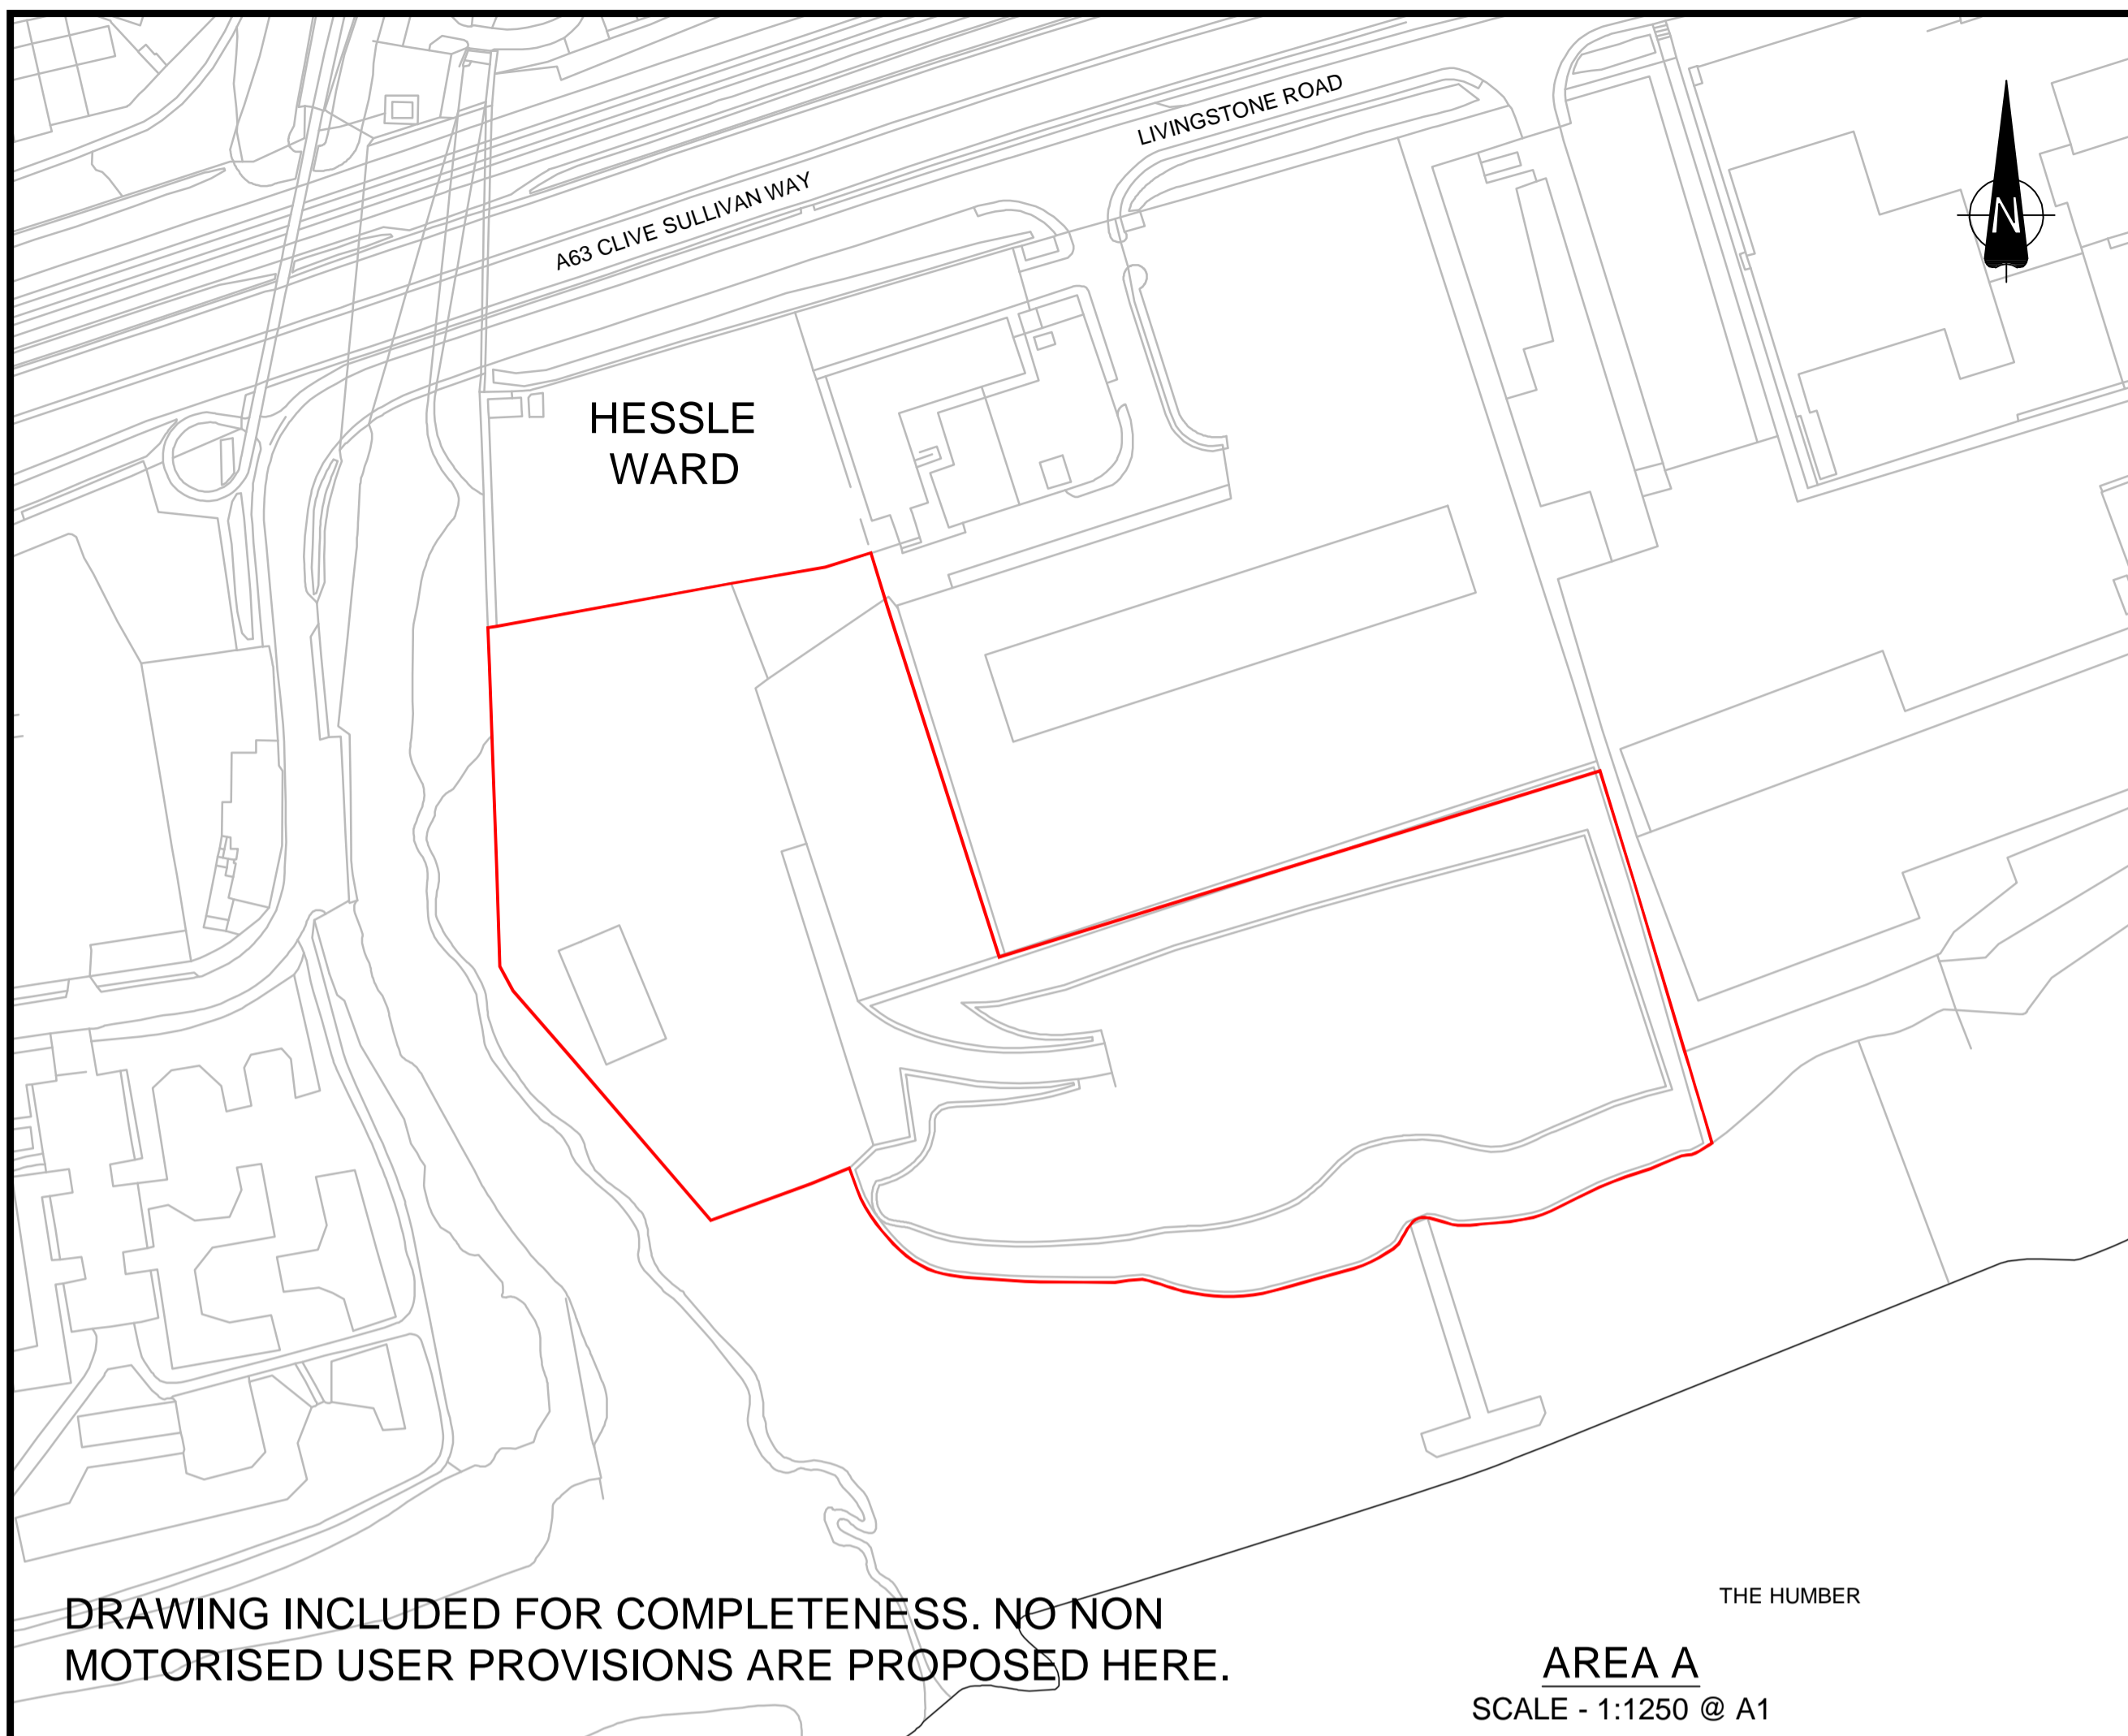 LIVINGSTONE ROAD
A63 CLIVE SULLIVAN WAY
N
HESSLE
WARD
THE HUMBER
DRAWING INCLUDED FOR COMPLETENESS. NO NON
MOTORISED USER PROVISIONS ARE PROPOSED HERE.
AREA A
SCALE - 1:1250 @ A1